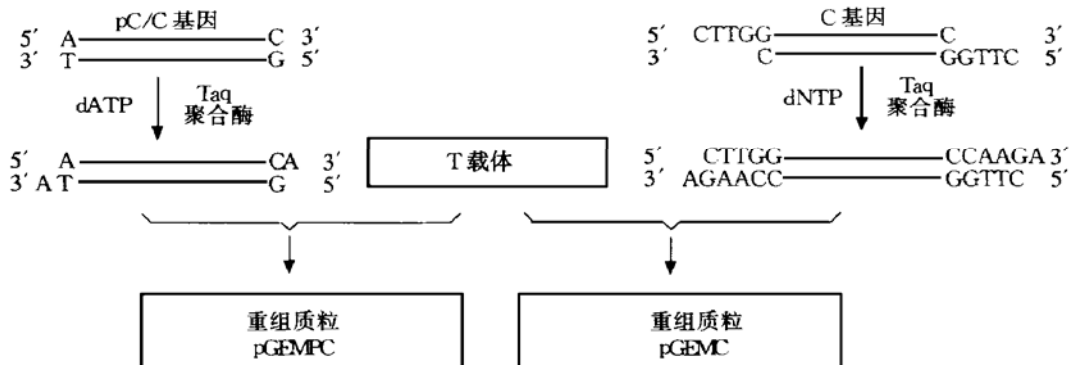 pC/C 基因
5′ A C 3′
3′ T G 5′
dATP
Taq
聚合酶
5′ A CA 3′
3′ AT G 5′
T 载体
C 基因
5′ CTTGG C 3′
3′ C GGTTC 5′
dNTP
Taq
聚合酶
5′ CTTGG CCAAGA 3′
3′ AGAACC GGTTC 5′
重组质粒
pGEMPC
重组质粒
pGEMC